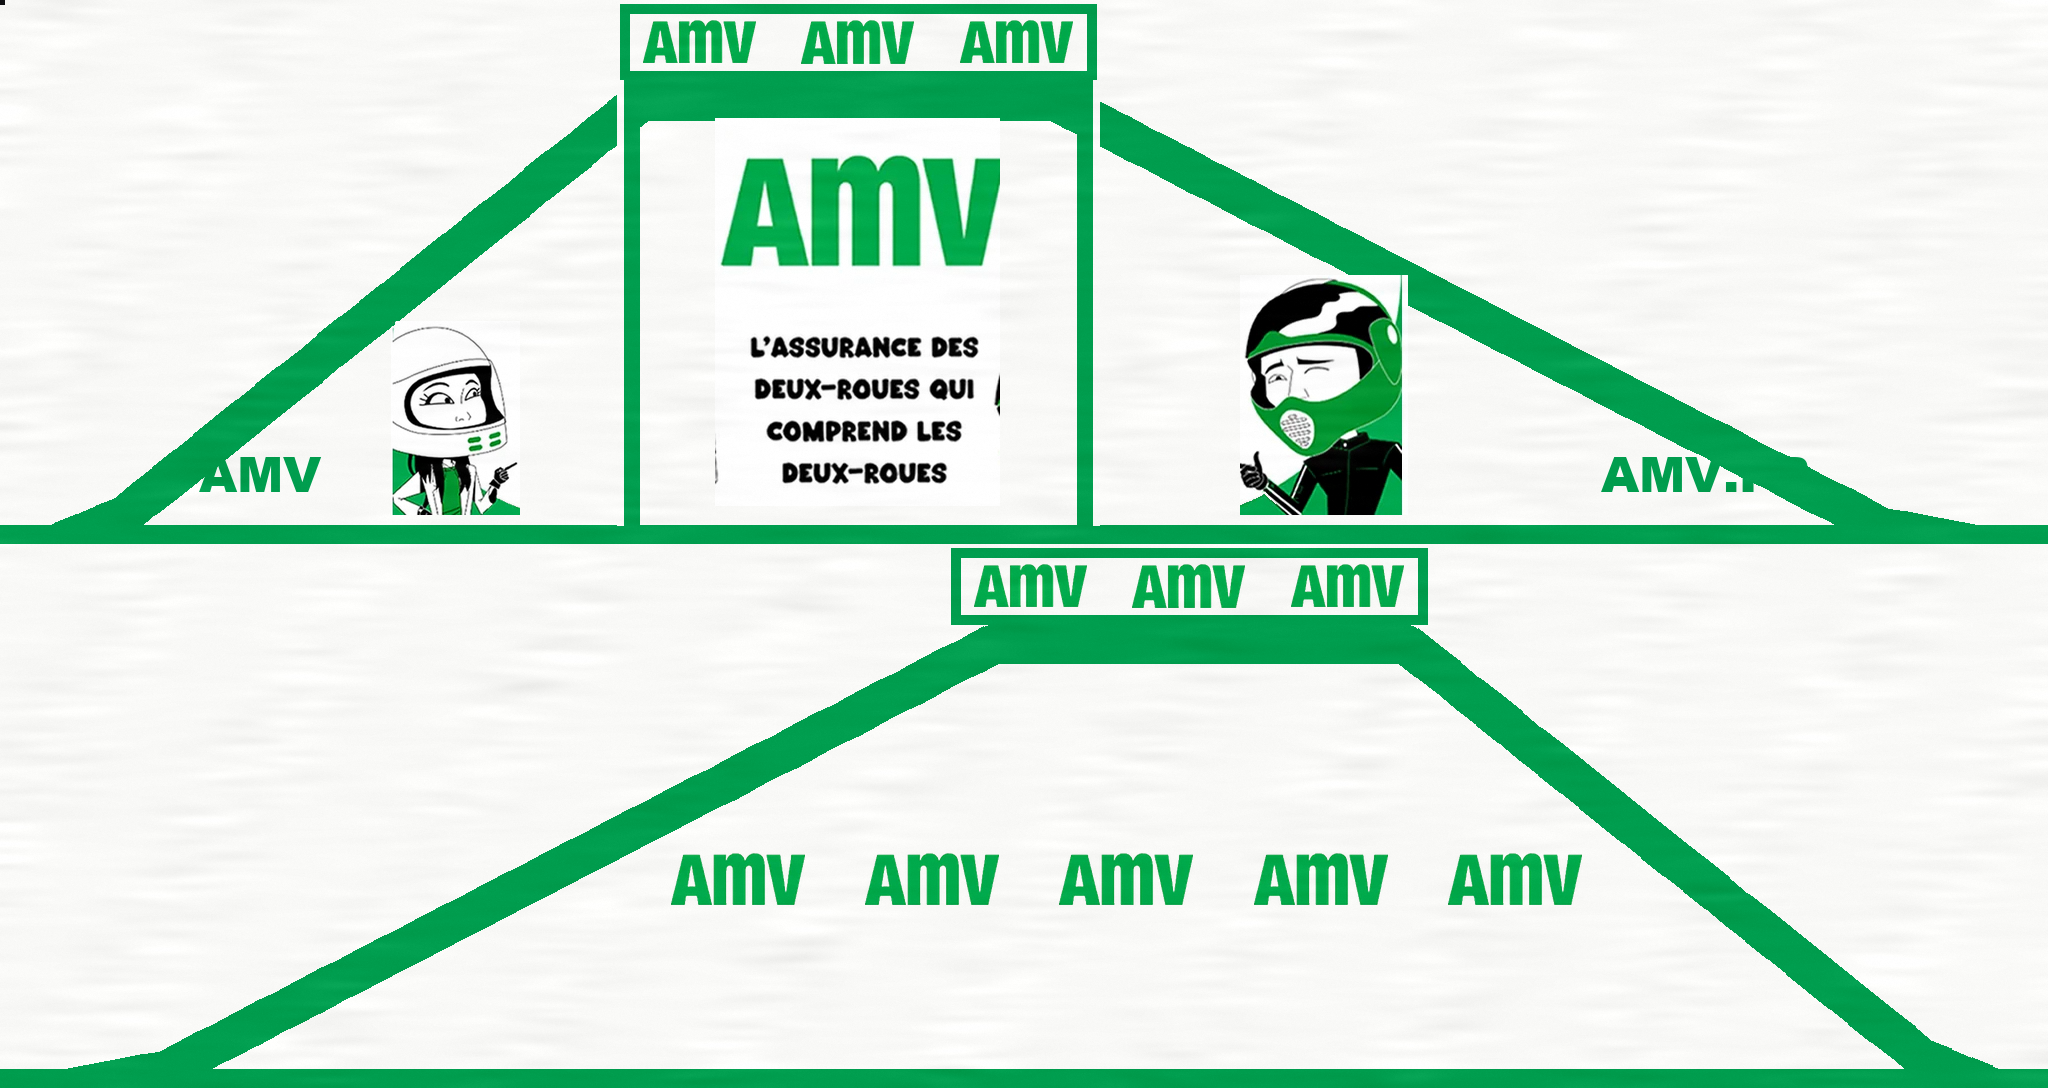 AMV AMV AMV
AMV
L'ASSURANCE DES
DEUX-ROUES QUI
COMPREND LES
DEUX-ROUES
AMV
AMV.
AMV AMV AMV
AMV AMV AMV AMV AMV